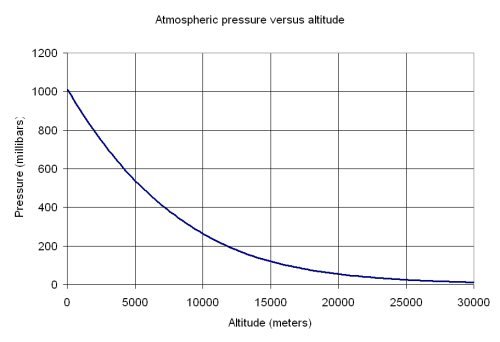 Atmospheric pressure versus altitude
1200
1000
800
600
400
200
0
Pressure (millibars)
0 5000 10000 15000 20000 25000 30000
Altitude (meters)